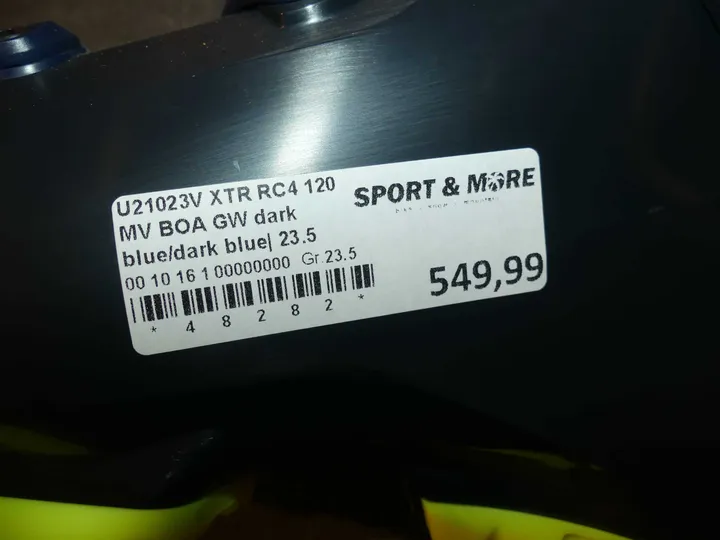 U21023V XTR RC4 120
MV BOA GW dark
blue/dark blue| 23.5
00 10 16 1 00000000 Gr.23.5
* 4 8 2 8 2 *
SPORT & MORE
549,99